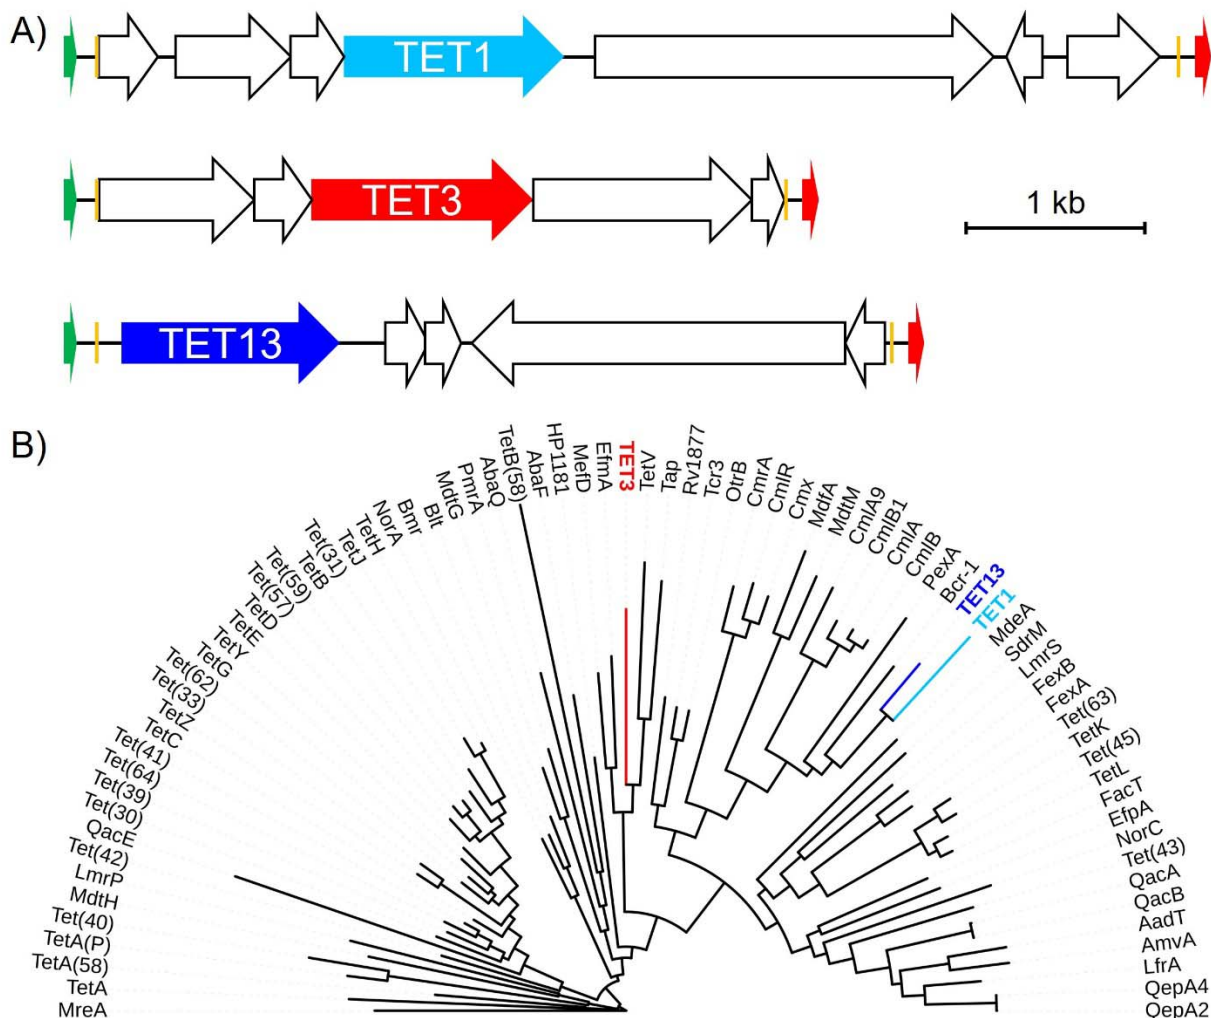 A)
TET1
TET3
1 kb
TET13
B)
MreA
TetA
TetA(58)
TetA(P)
Tet(40)
MdtH
LmrP
Tet(42)
QacE
Tet(30)
Tet(39)
Tet(64)
Tet(41)
TetC
TetZ
Tet(33)
Tet(62)
TetG
TetY
TetE
TetD
Tet(57)
Tet(59)
TetB
Tet(31)
TetJ
TetH
NorA
Bmr
Blt
MdtG
PmrA
AbaQ
TetB(58)
AbaF
HP1181
MefD
EfmA
TET3
TetV
Tap
Rv1877
Tcr3
OtrB
CmrA
CmlR
Cmx
MdfA
MdtM
CmlA9
CmlB1
CmlA
CmlB
PexA
Bcr-1
TET13
TET1
MdeA
SdrM
LmrS
FexB
FexA
Tet(63)
TetK
Tet(45)
TetL
FacT
EfpA
NorC
Tet(43)
QacA
QacB
AadT
AmvA
LfrA
QepA4
QepA2